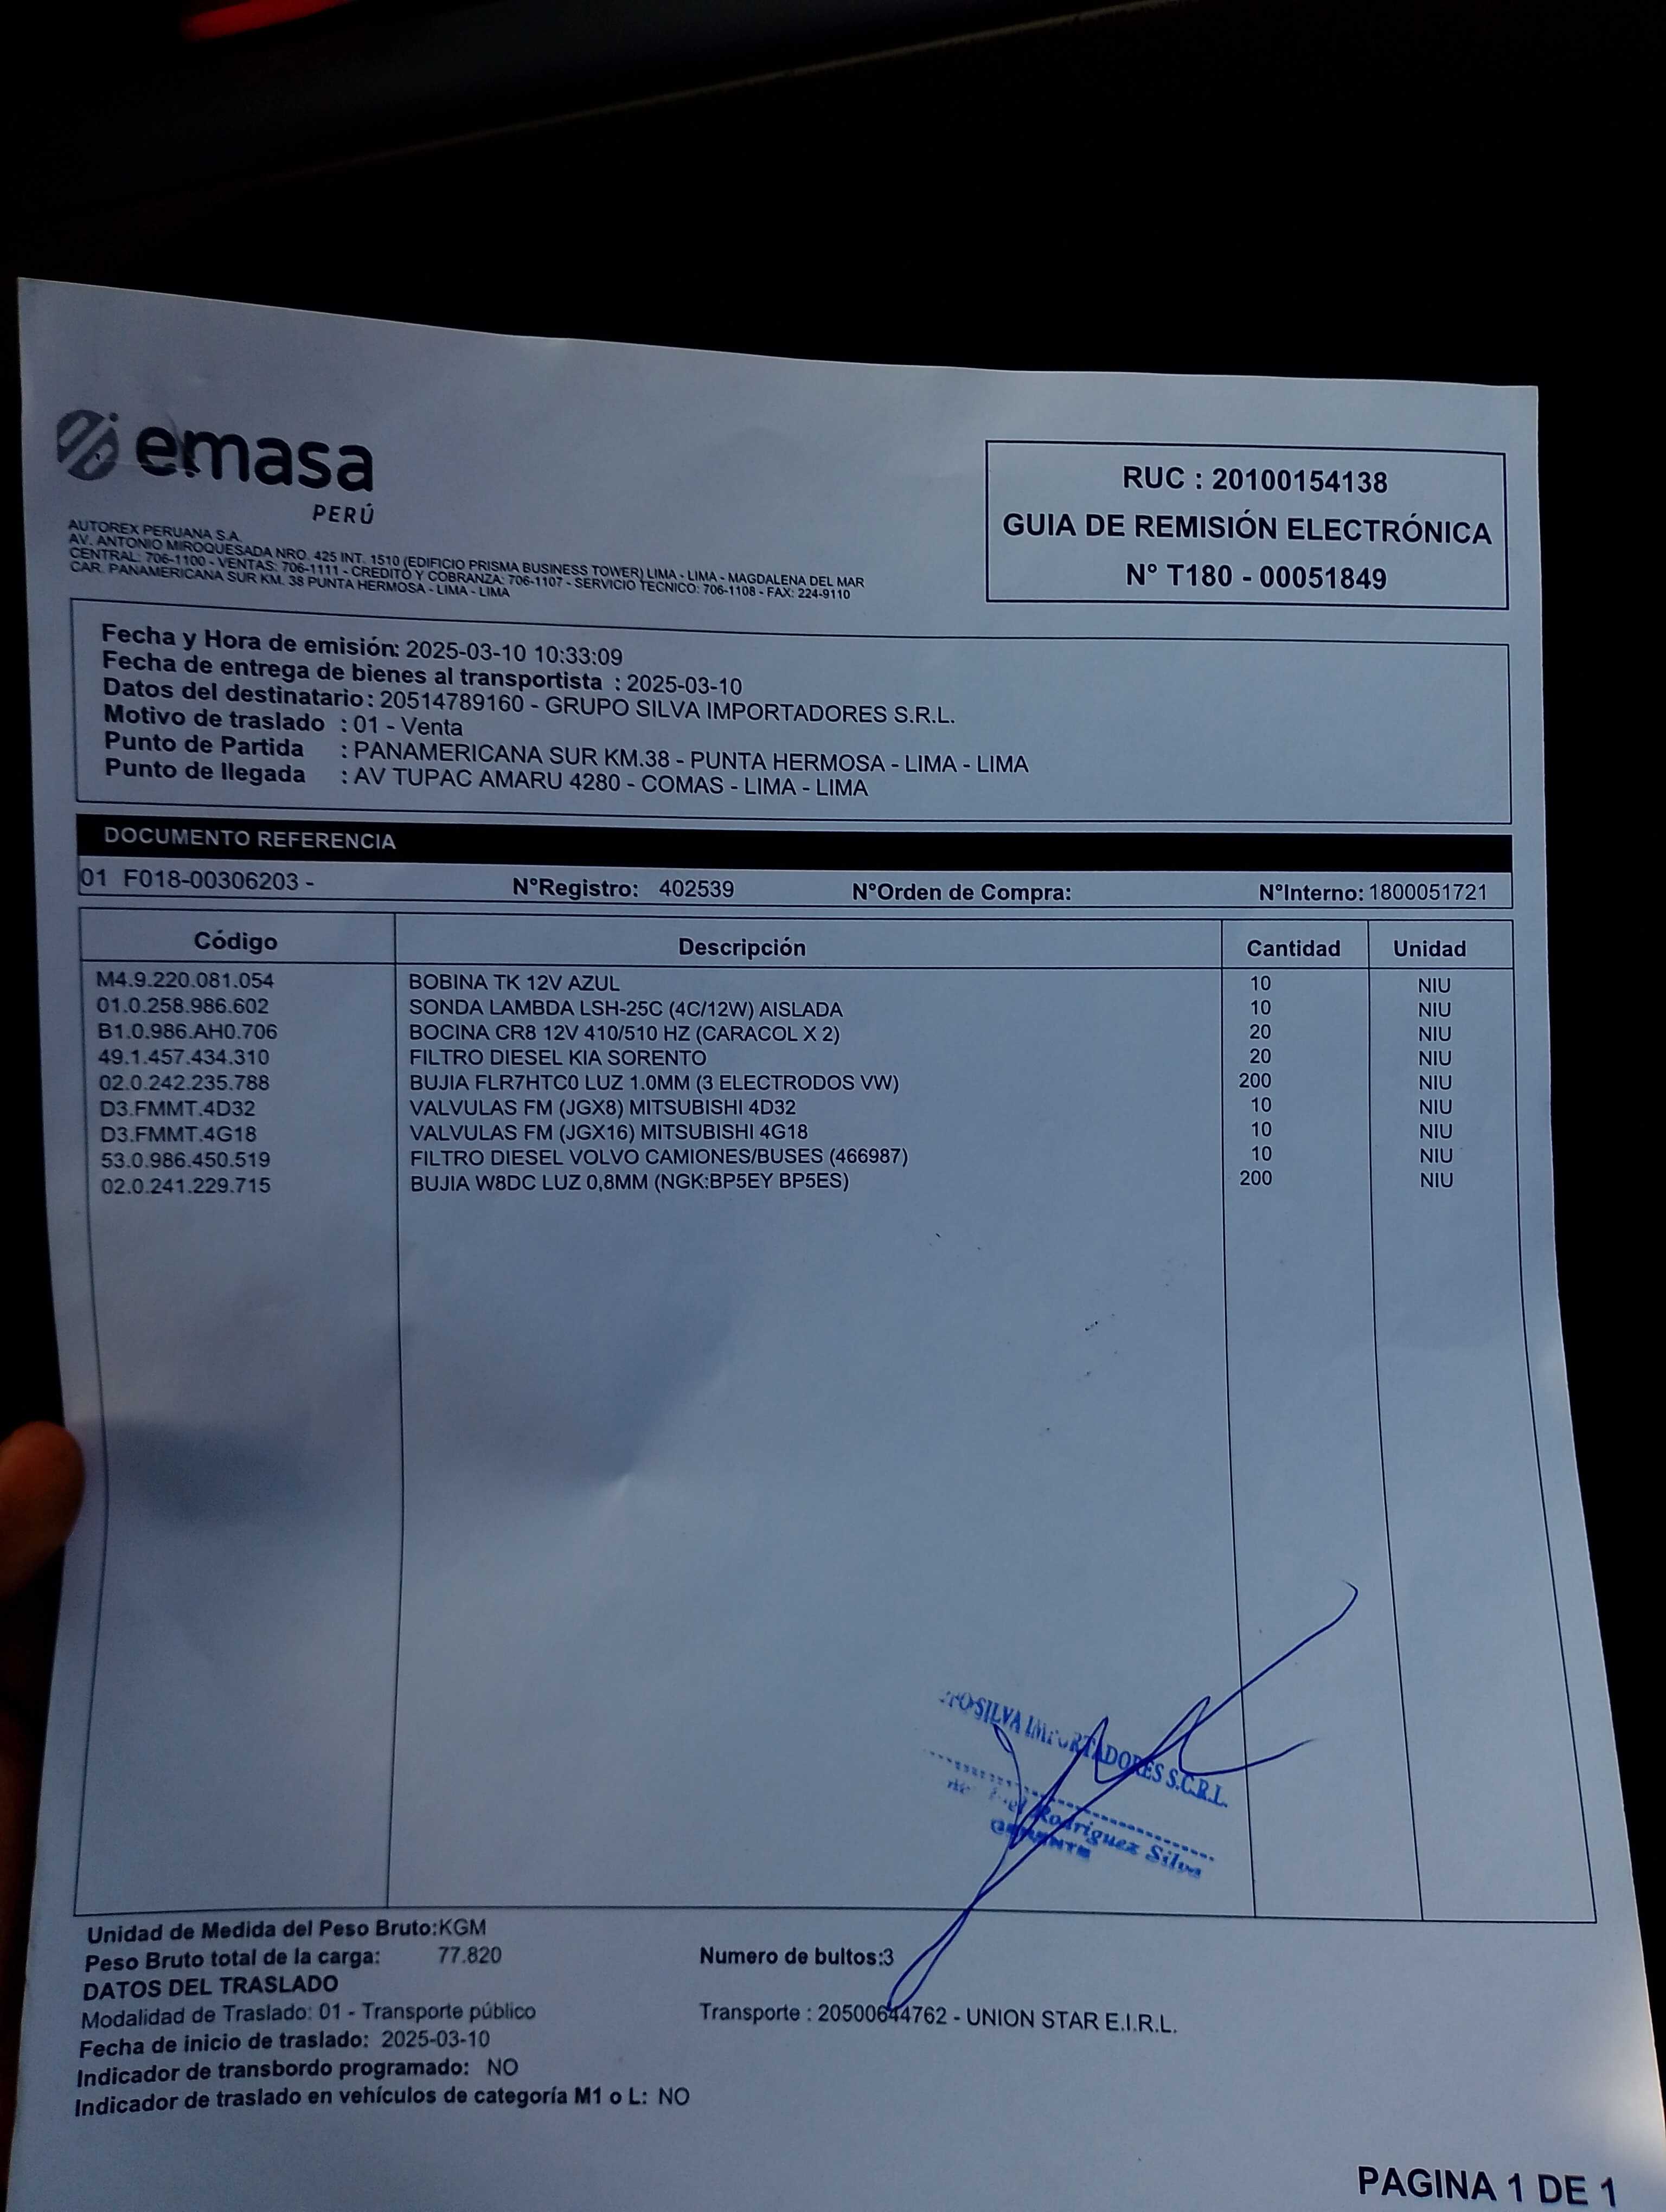 emasa
PERÚ
AUTOREX PERUANA S.A.
AV. ANTONIO MIROQUESADA NRO. 425 INT. 1510 (EDIFICIO PRISMA BUSINESS TOWER) LIMA - LIMA - MAGDALENA DEL MAR
CENTRAL: 706-1100 - VENTAS: 706-1111 - CREDITO Y COBRANZA: 706-1107 - SERVICIO TECNICO: 706-1108 - FAX: 224-9110
CAR. PANAMERICANA SUR KM. 38 PUNTA HERMOSA - LIMA - LIMA
RUC : 20100154138
GUIA DE REMISIÓN ELECTRÓNICA
N° T180 - 00051849
Fecha y Hora de emisión: 2025-03-10 10:33:09
Fecha de entrega de bienes al transportista : 2025-03-10
Datos del destinatario : 20514789160 - GRUPO SILVA IMPORTADORES S.R.L.
Motivo de traslado : 01 - Venta
Punto de Partida : PANAMERICANA SUR KM.38 - PUNTA HERMOSA - LIMA - LIMA
Punto de llegada : AV TUPAC AMARU 4280 - COMAS - LIMA - LIMA
DOCUMENTO REFERENCIA
01 F018-00306203 - N°Registro: 402539 N°Orden de Compra: N°Interno: 1800051721
Código Descripción Cantidad Unidad
M4.9.220.081.054 BOBINA TK 12V AZUL 10 NIU
01.0.258.986.602 SONDA LAMBDA LSH-25C (4C/12W) AISLADA 10 NIU
B1.0.986.AH0.706 BOCINA CR8 12V 410/510 HZ (CARACOL X 2) 20 NIU
49.1.457.434.310 FILTRO DIESEL KIA SORENTO 20 NIU
02.0.242.235.788 BUJIA FLR7HTC0 LUZ 1.0MM (3 ELECTRODOS VW) 200 NIU
D3.FMMT.4D32 VALVULAS FM (JGX8) MITSUBISHI 4D32 10 NIU
D3.FMMT.4G18 VALVULAS FM (JGX16) MITSUBISHI 4G18 10 NIU
53.0.986.450.519 FILTRO DIESEL VOLVO CAMIONES/BUSES (466987) 10 NIU
02.0.241.229.715 BUJIA W8DC LUZ 0,8MM (NGK:BP5EY BP5ES) 200 NIU
SILVA IMPORTADORES S.C.R.L.
Rodriguez Silva
GERENTE
Unidad de Medida del Peso Bruto:KGM
Peso Bruto total de la carga: 77.820 Numero de bultos:3
DATOS DEL TRASLADO
Modalidad de Traslado: 01 - Transporte público Transporte : 20500644762 - UNION STAR E.I.R.L.
Fecha de inicio de traslado: 2025-03-10
Indicador de transbordo programado: NO
Indicador de traslado en vehículos de categoría M1 o L: NO
PAGINA 1 DE 1